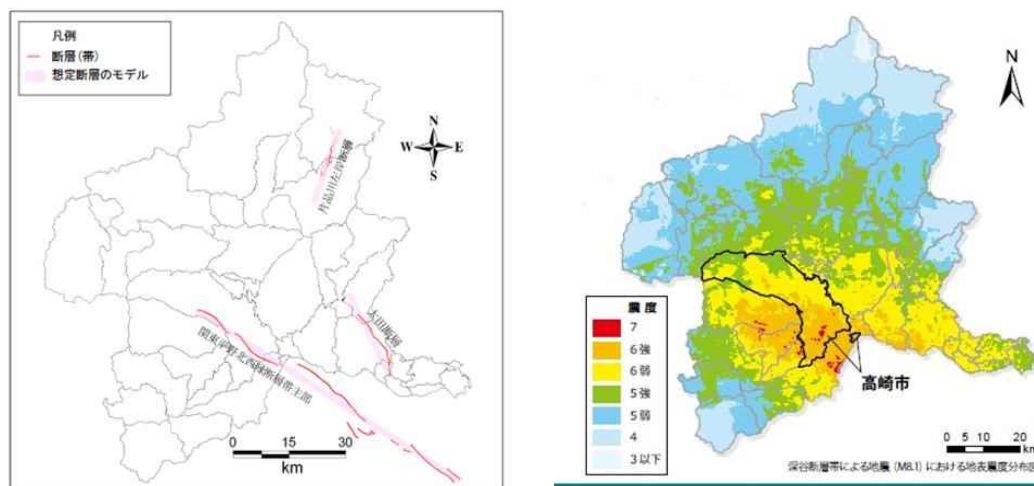 凡例
断層(帯)
想定断層のモデル
N
W E
S
片品川左岸断層
太田断層
関東平野北西縁断層帯主部
0 15 30
km
N
震度
7
6強
6弱
5強
5弱
4
3以下
高崎市
0 5 10 20
km
深谷断層帯による地震(M8.1)における地表震度分布図